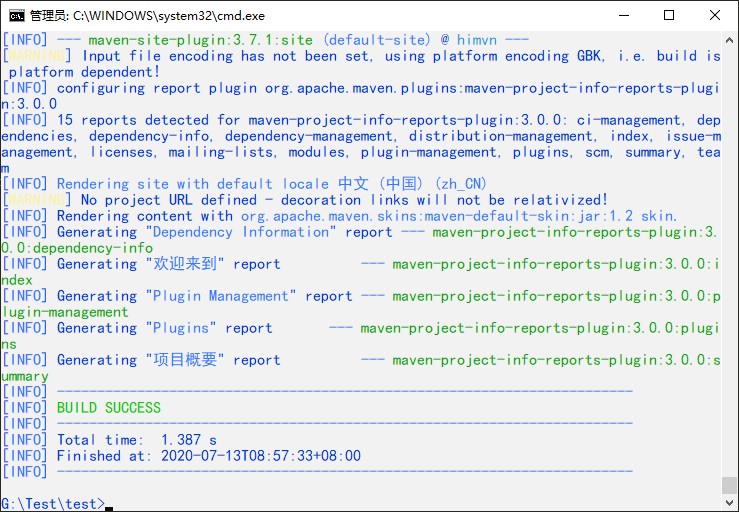 管理员: C:\WINDOWS\system32\cmd.exe
[INFO] --- maven-site-plugin:3.7.1:site (default-site) @ himvn ---
[WARNING] Input file encoding has not been set, using platform encoding GBK, i.e. build is
 platform dependent!
[INFO] configuring report plugin org.apache.maven.plugins:maven-project-info-reports-plugi
n:3.0.0
[INFO] 15 reports detected for maven-project-info-reports-plugin:3.0.0: ci-management, dep
endencies, dependency-info, dependency-management, distribution-management, index, issue-m
anagement, licenses, mailing-lists, modules, plugin-management, plugins, scm, summary, tea
m
[INFO] Rendering site with default locale 中文 (中国) (zh_CN)
[WARNING] No project URL defined - decoration links will not be relativized!
[INFO] Rendering content with org.apache.maven.skins:maven-default-skin:jar:1.2 skin.
[INFO] Generating "Dependency Information" report --- maven-project-info-reports-plugin:3.
0.0:dependency-info
[INFO] Generating "欢迎来到" report          --- maven-project-info-reports-plugin:3.0.0:i
ndex
[INFO] Generating "Plugin Management" report --- maven-project-info-reports-plugin:3.0.0:p
lugin-management
[INFO] Generating "Plugins" report       --- maven-project-info-reports-plugin:3.0.0:plugi
ns
[INFO] Generating "项目概要" report          --- maven-project-info-reports-plugin:3.0.0:s
ummary
[INFO] ------------------------------------------------------------------------
[INFO] BUILD SUCCESS
[INFO] ------------------------------------------------------------------------
[INFO] Total time:  1.387 s
[INFO] Finished at: 2020-07-13T08:57:33+08:00
[INFO] ------------------------------------------------------------------------
G:\Test\test>